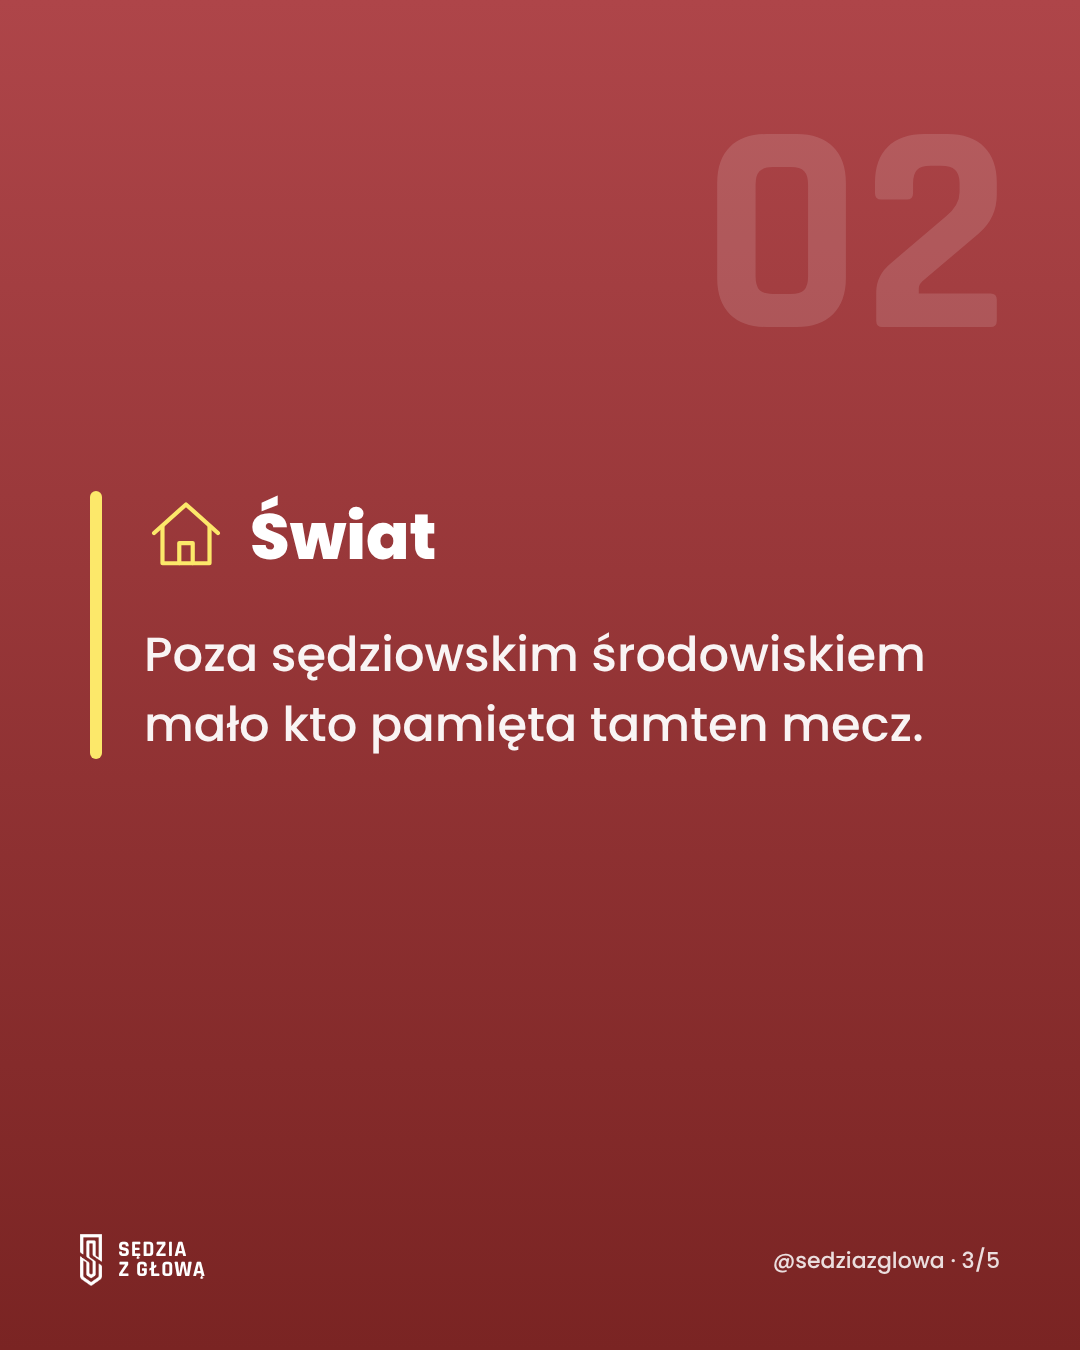 02
Świat
Poza sędziowskim środowiskiem
mało kto pamięta tamten mecz.
SĘDZIA
Z GŁOWĄ
@sedziazglowa · 3/5